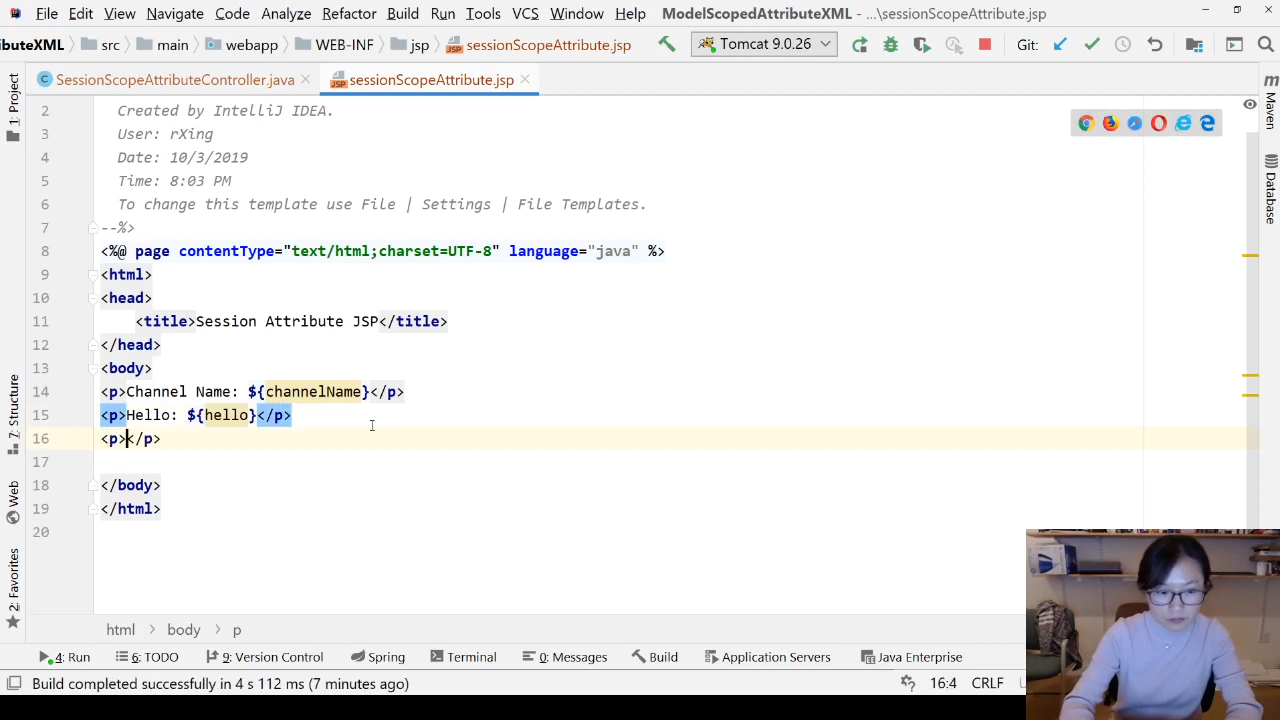 File Edit View Navigate Code Analyze Refactor Build Run Tools VCS Window Help ModelScopedAttributeXML - ...\sessionScopeAttribute.jsp
buteXML src main webapp WEB-INF jsp sessionScopeAttribute.jsp Tomcat 9.0.26 Git:
SessionScopeAttributeController.java sessionScopeAttribute.jsp
2 Created by IntelliJ IDEA.
3 User: rXing
4 Date: 10/3/2019
5 Time: 8:03 PM
6 To change this template use File | Settings | File Templates.
7 --%>
8 <%@ page contentType="text/html;charset=UTF-8" language="java" %>
9 <html>
10 <head>
11 <title>Session Attribute JSP</title>
12 </head>
13 <body>
14 <p>Channel Name: ${channelName}</p>
15 <p>Hello: ${hello}</p>
16 <p></p>
17
18 </body>
19 </html>
20
1: Project
7: Structure
Web
2: Favorites
Maven
Database
html body p
4: Run 6: TODO 9: Version Control Spring Terminal 0: Messages Build Application Servers Java Enterprise
Build completed successfully in 4 s 112 ms (7 minutes ago) 16:4 CRLF